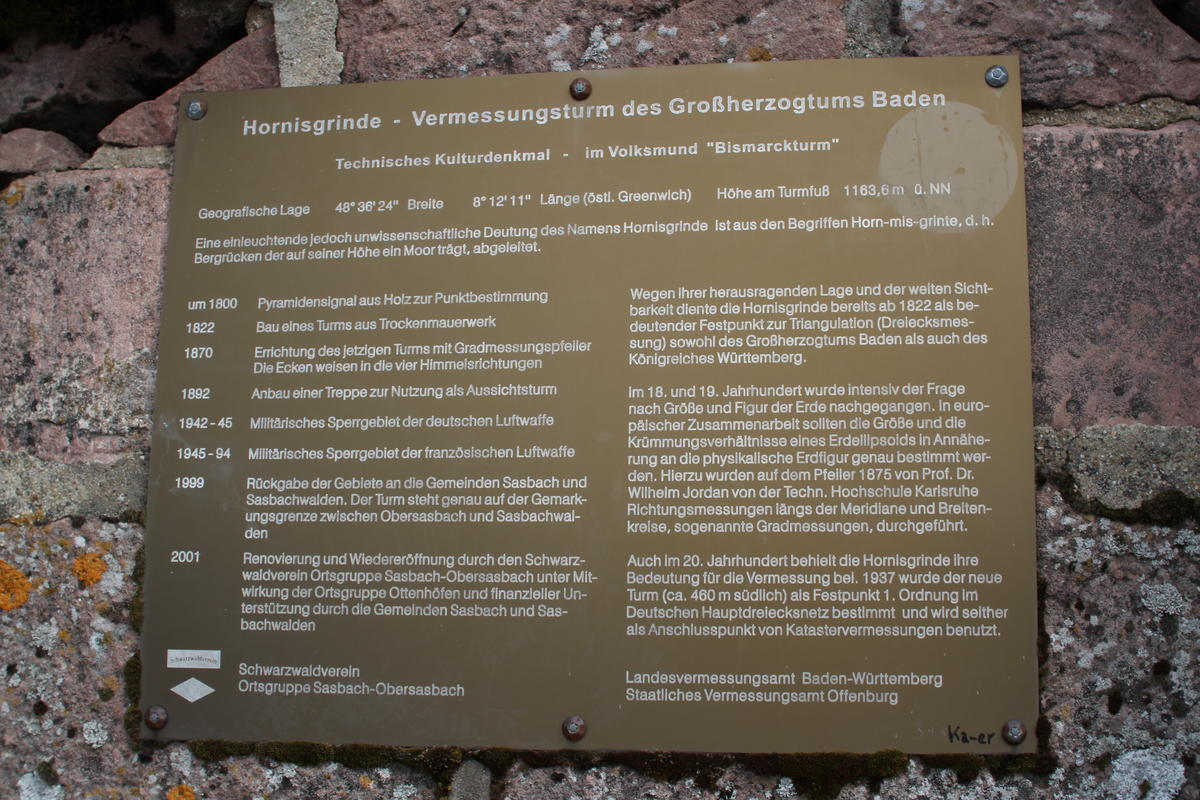 Hornisgrinde - Vermessungsturm des Großherzogtums Baden
Technisches Kulturdenkmal - im Volksmund "Bismarckturm"
Geografische Lage 48° 36' 24" Breite 8° 12' 11" Länge (östl. Greenwich) Höhe am Turmfuß 1163,6 m ü. NN
Eine einleuchtende jedoch unwissenschaftliche Deutung des Namens Hornisgrinde ist aus den Begriffen Horn-mis-grinte, d. h.
Bergrücken der auf seiner Höhe ein Moor trägt, abgeleitet.
um 1800 Pyramidensignal aus Holz zur Punktbestimmung
1822 Bau eines Turms aus Trockenmauerwerk
1870 Errichtung des jetzigen Turms mit Gradmessungspfeiler
Die Ecken weisen in die vier Himmelsrichtungen
1892 Anbau einer Treppe zur Nutzung als Aussichtsturm
1942 - 45 Militärisches Sperrgebiet der deutschen Luftwaffe
1945 - 94 Militärisches Sperrgebiet der französischen Luftwaffe
1999 Rückgabe der Gebiete an die Gemeinden Sasbach und
Sasbachwalden. Der Turm steht genau auf der Gemark-
ungsgrenze zwischen Obersasbach und Sasbachwal-
den
2001 Renovierung und Wiedereröffnung durch den Schwarz-
waldverein Ortsgruppe Sasbach-Obersasbach unter Mit-
wirkung der Ortsgruppe Ottenhöfen und finanzieller Un-
terstützung durch die Gemeinden Sasbach und Sas-
bachwalden
Schwarzwaldverein
Schwarzwaldverein
Ortsgruppe Sasbach-Obersasbach
Wegen ihrer herausragenden Lage und der weiten Sicht-
barkeit diente die Hornisgrinde bereits ab 1822 als be-
deutender Festpunkt zur Triangulation (Dreiecksmes-
sung) sowohl des Großherzogtums Baden als auch des
Königreiches Württemberg.
Im 18. und 19. Jahrhundert wurde intensiv der Frage
nach Größe und Figur der Erde nachgegangen. In euro-
päischer Zusammenarbeit sollten die Größe und die
Krümmungsverhältnisse eines Erdellipsoids in Annähe-
rung an die physikalische Erdfigur genau bestimmt wer-
den. Hierzu wurden auf dem Pfeiler 1875 von Prof. Dr.
Wilhelm Jordan von der Techn. Hochschule Karlsruhe
Richtungsmessungen längs der Meridiane und Breiten-
kreise, sogenannte Gradmessungen, durchgeführt.
Auch im 20. Jahrhundert behielt die Hornisgrinde ihre
Bedeutung für die Vermessung bei. 1937 wurde der neue
Turm (ca. 460 m südlich) als Festpunkt 1. Ordnung im
Deutschen Hauptdreiecksnetz bestimmt und wird seither
als Anschlusspunkt von Katastervermessungen benutzt.
Landesvermessungsamt Baden-Württemberg
Staatliches Vermessungsamt Offenburg
Ka-er